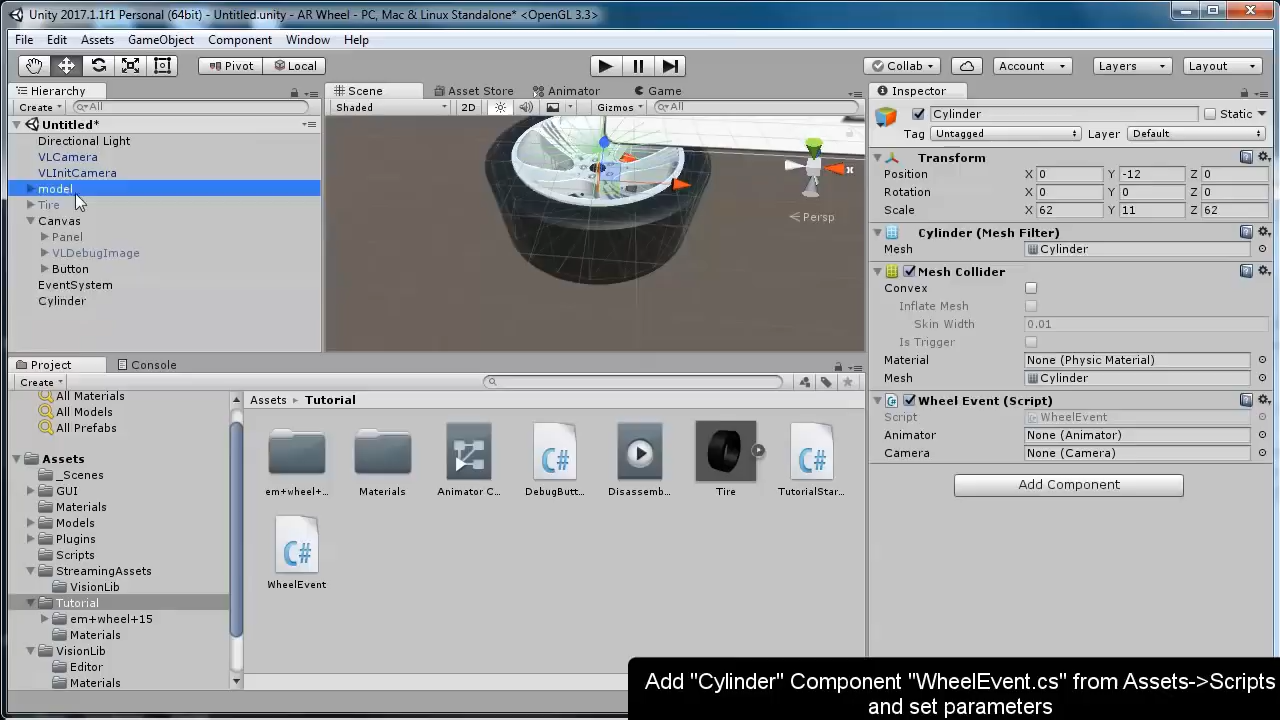 Unity 2017.1.1f1 Personal (64bit) - Untitled.unity - AR Wheel - PC, Mac & Linux Standalone* <OpenGL 3.3>
File Edit Assets GameObject Component Window Help
Pivot Local Collab Account Layers Layout
Hierarchy
Create All
Untitled*
Directional Light
VLCamera
VLInitCamera
model
Tire
Canvas
Panel
VLDebugImage
Button
EventSystem
Cylinder
Scene Asset Store Animator Game
Shaded 2D Gizmos All
x
Persp
Inspector
Cylinder Static
Tag Untagged Layer Default
Transform
Position X 0 Y -12 Z 0
Rotation X 0 Y 0 Z 0
Scale X 62 Y 11 Z 62
Cylinder (Mesh Filter)
Mesh Cylinder
Mesh Collider
Convex
Inflate Mesh
Skin Width 0.01
Is Trigger
Material None (Physic Material)
Mesh Cylinder
Wheel Event (Script)
Script WheelEvent
Animator None (Animator)
Camera None (Camera)
Add Component
Project Console
Create
All Materials
All Models
All Prefabs
Assets
_Scenes
GUI
Materials
Models
Plugins
Scripts
StreamingAssets
VisionLib
Tutorial
em+wheel+15
Materials
VisionLib
Editor
Materials
Assets Tutorial
em+wheel+... Materials Animator C... DebugButt... Disassemb... Tire TutorialStar...
WheelEvent
Add "Cylinder" Component "WheelEvent.cs" from Assets->Scripts
and set parameters